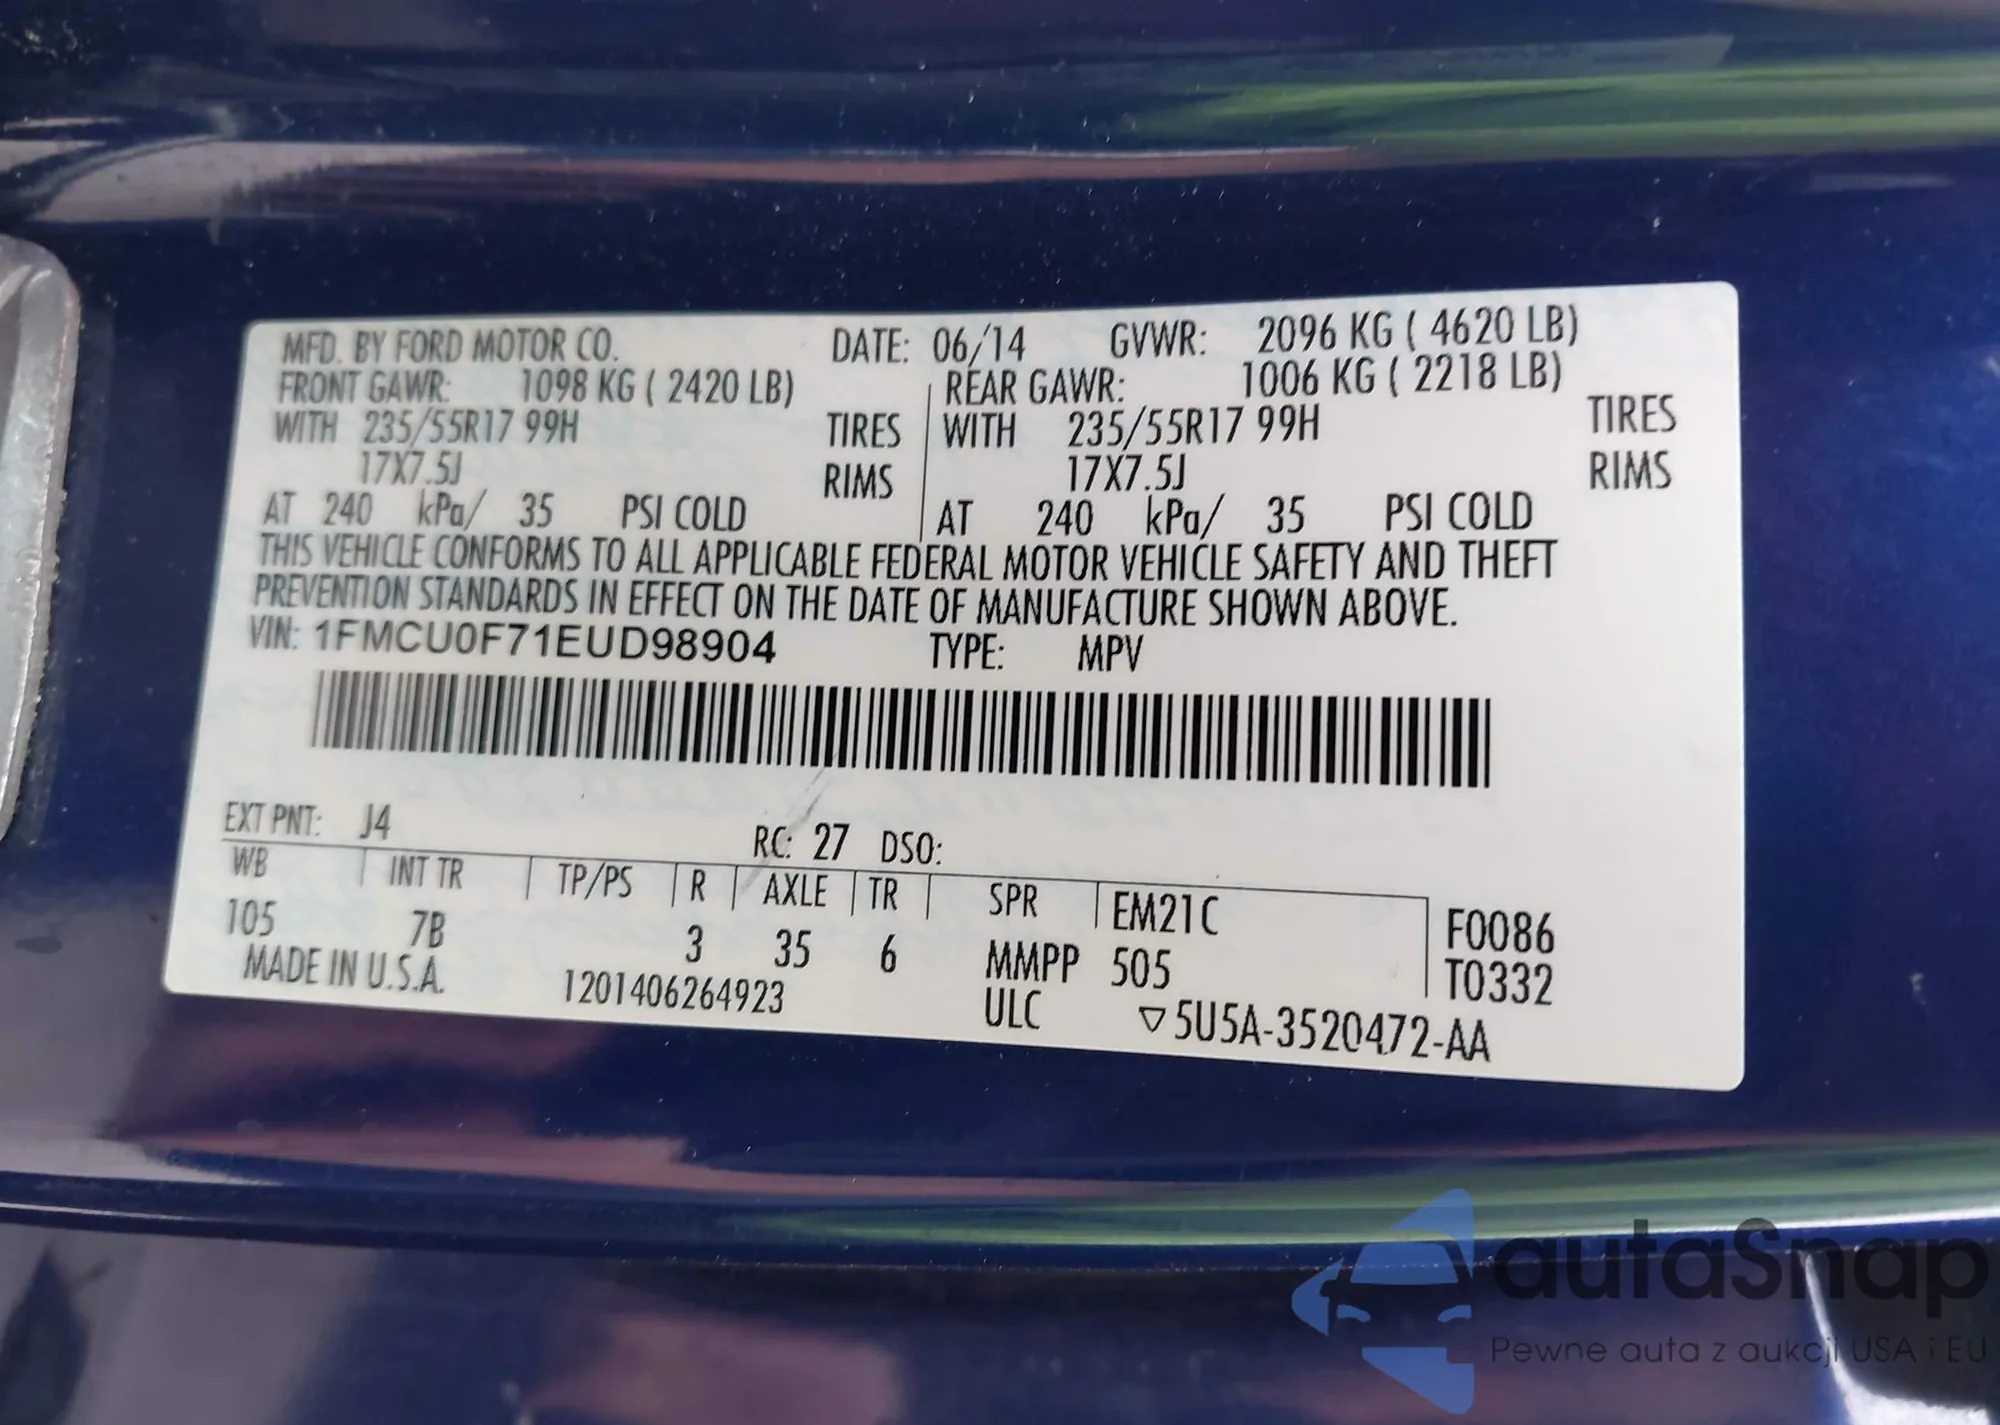 MFD. BY FORD MOTOR CO. DATE: 06/14 GVWR: 2096 KG ( 4620 LB)
FRONT GAWR: 1098 KG ( 2420 LB) REAR GAWR: 1006 KG ( 2218 LB)
WITH 235/55R17 99H TIRES WITH 235/55R17 99H TIRES
17X7.5J RIMS 17X7.5J RIMS
AT 240 kPa/ 35 PSI COLD AT 240 kPa/ 35 PSI COLD
THIS VEHICLE CONFORMS TO ALL APPLICABLE FEDERAL MOTOR VEHICLE SAFETY AND THEFT
PREVENTION STANDARDS IN EFFECT ON THE DATE OF MANUFACTURE SHOWN ABOVE.
VIN: 1FMCU0F71EUD98904 TYPE: MPV
EXT PNT: J4 RC: 27 DSO:
WB INT TR TP/PS R AXLE TR SPR EM21C F0086
105 7B 3 35 6 MMPP 505 T0332
MADE IN U.S.A. 1201406264923 ULC ▽5U5A-3520472-AA
autaSnap
Pewne auta z aukcji USA i EU